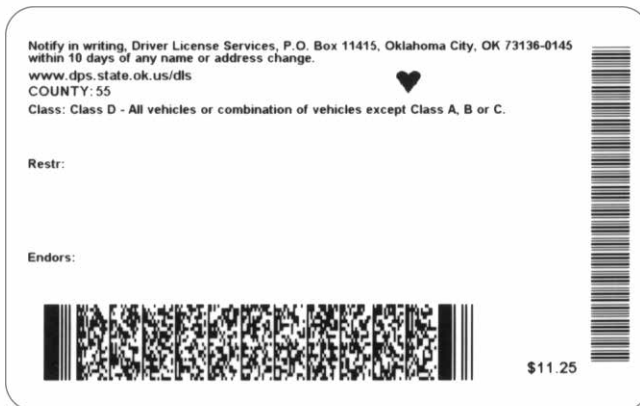 Notify in writing, Driver License Services, P.O. Box 11415, Oklahoma City, OK 73136-0145
within 10 days of any name or address change.
www.dps.state.ok.us/dls
COUNTY: 55
Class: Class D - All vehicles or combination of vehicles except Class A, B or C.
Restr:
Endors:
$11.25